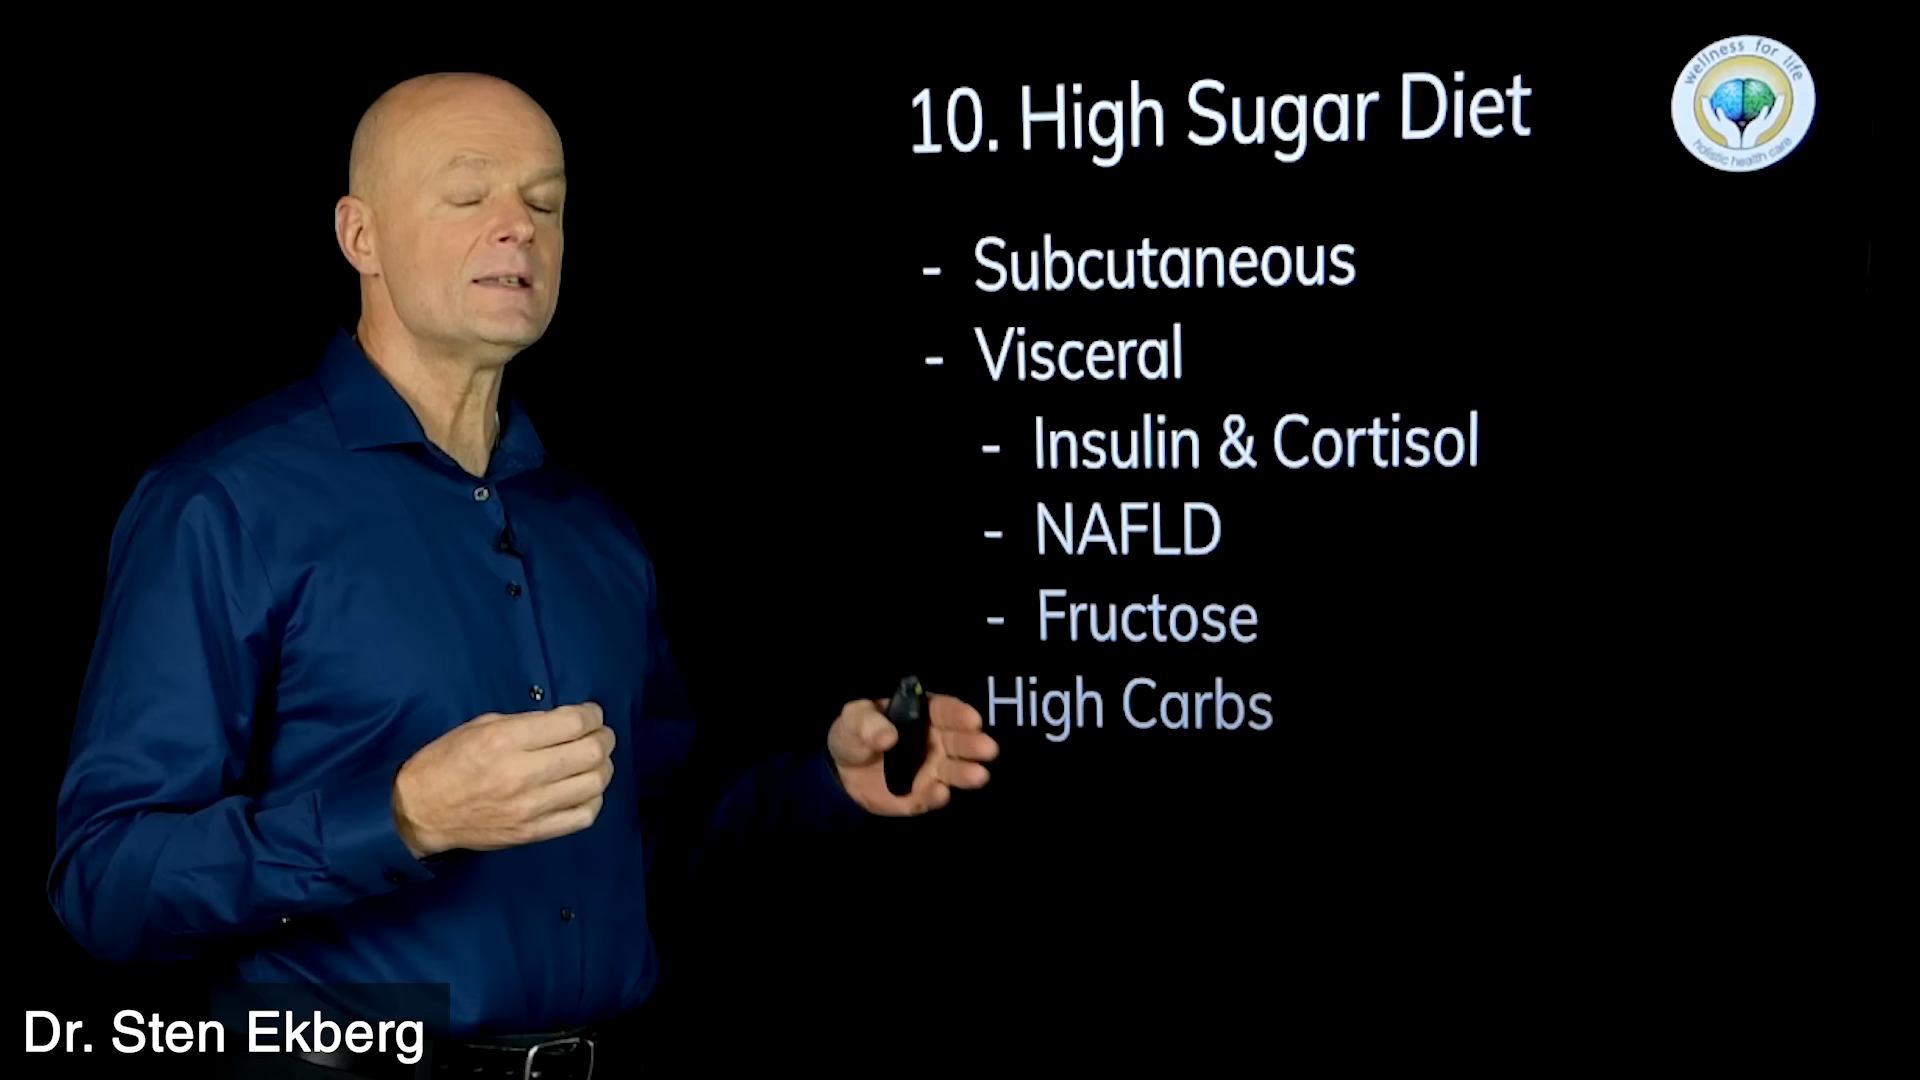 10. High Sugar Diet
wellness for life
holistic health care
- Subcutaneous
- Visceral
- Insulin & Cortisol
- NAFLD
- Fructose
High Carbs
Dr. Sten Ekberg